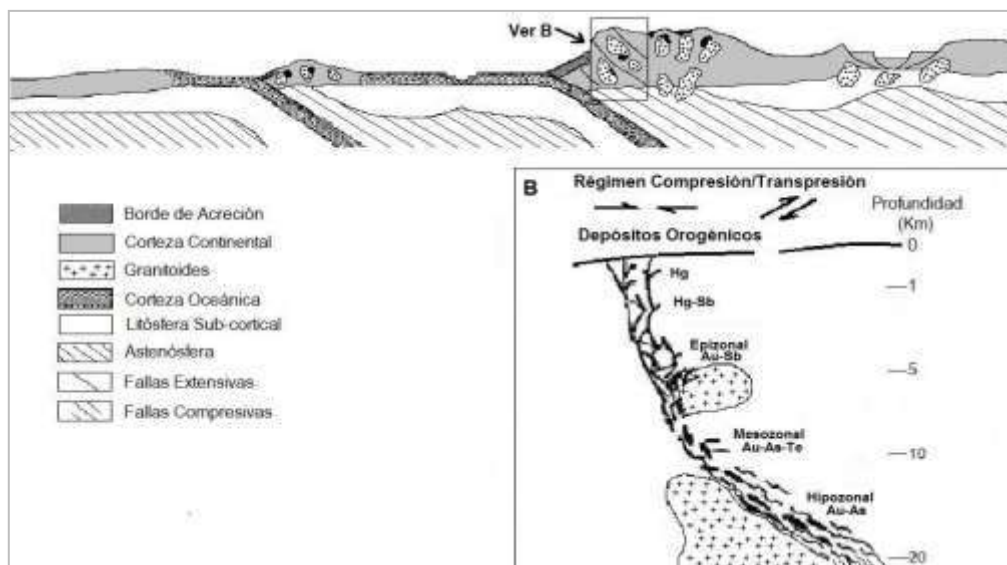 Ver B
B
Régimen Compresión/Transpresión
Profundidad
(Km)
Depósitos Orogénicos
0
Hg
1
Hg-Sb
Epizonal
Au-Sb
5
Mesozonal
Au-As-Te
10
Hipozonal
Au-As
20
Borde de Acreción
Corteza Continental
Granitoides
Corteza Oceánica
Litósfera Sub-cortical
Astenósfera
Fallas Extensivas
Fallas Compresivas